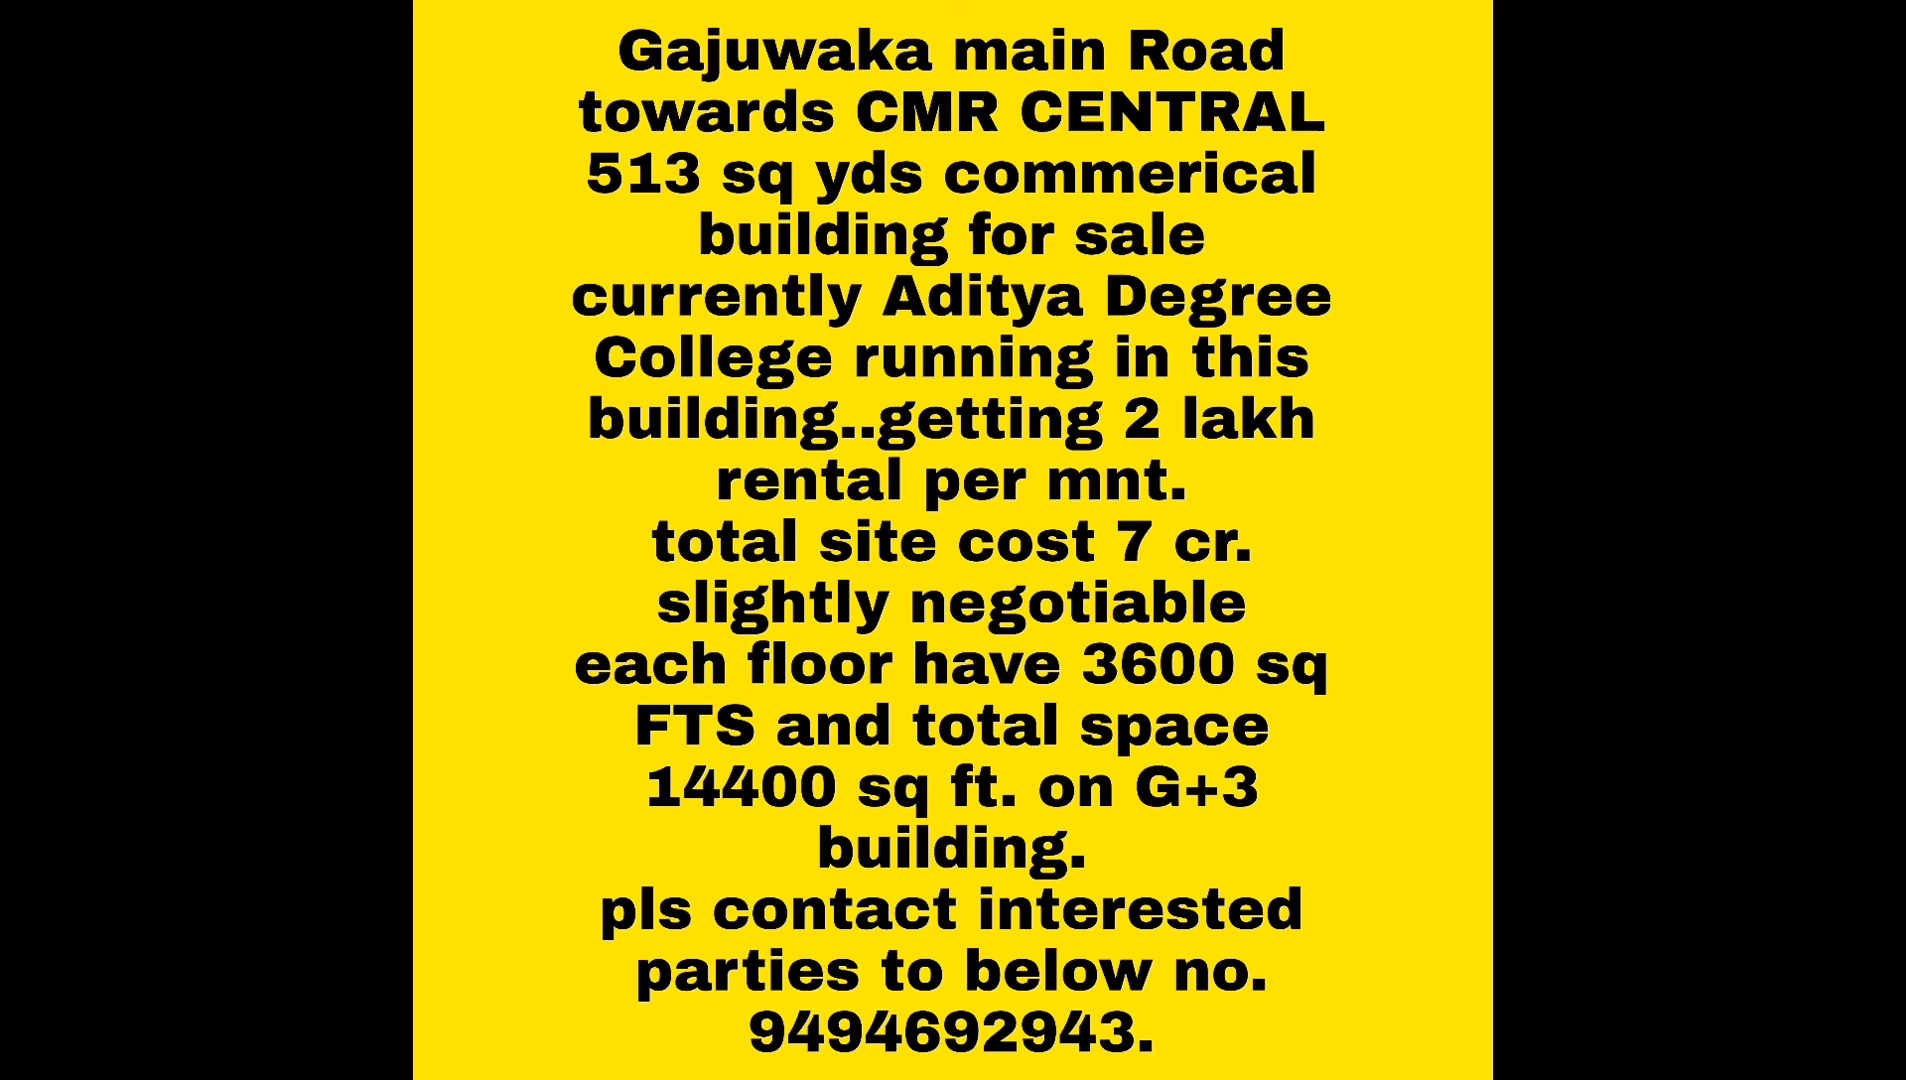 Gajuwaka main Road
towards CMR CENTRAL
513 sq yds commerical
building for sale
currently Aditya Degree
College running in this
building..getting 2 lakh
rental per mnt.
total site cost 7 cr.
slightly negotiable
each floor have 3600 sq
FTS and total space
14400 sq ft. on G+3
building.
pls contact interested
parties to below no.
9494692943.